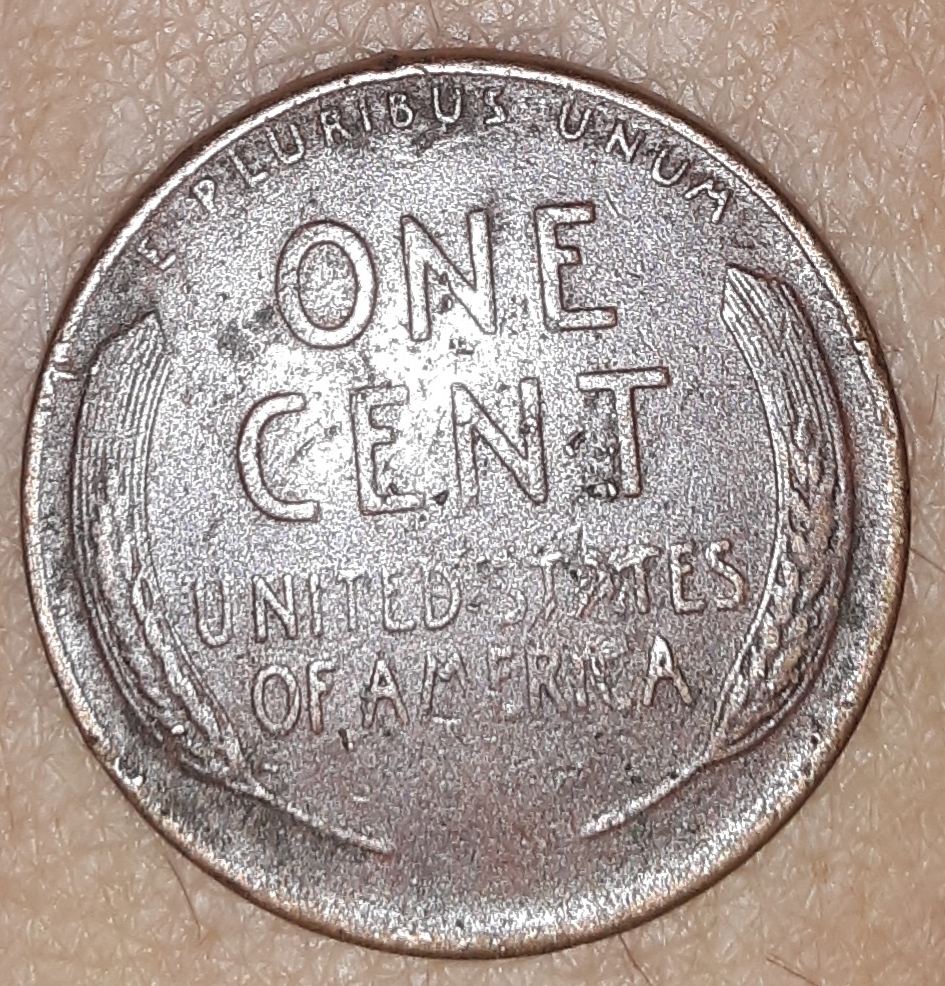 E PLURIBUS UNUM
ONE
CENT
UNITED STATES
OF AMERICA